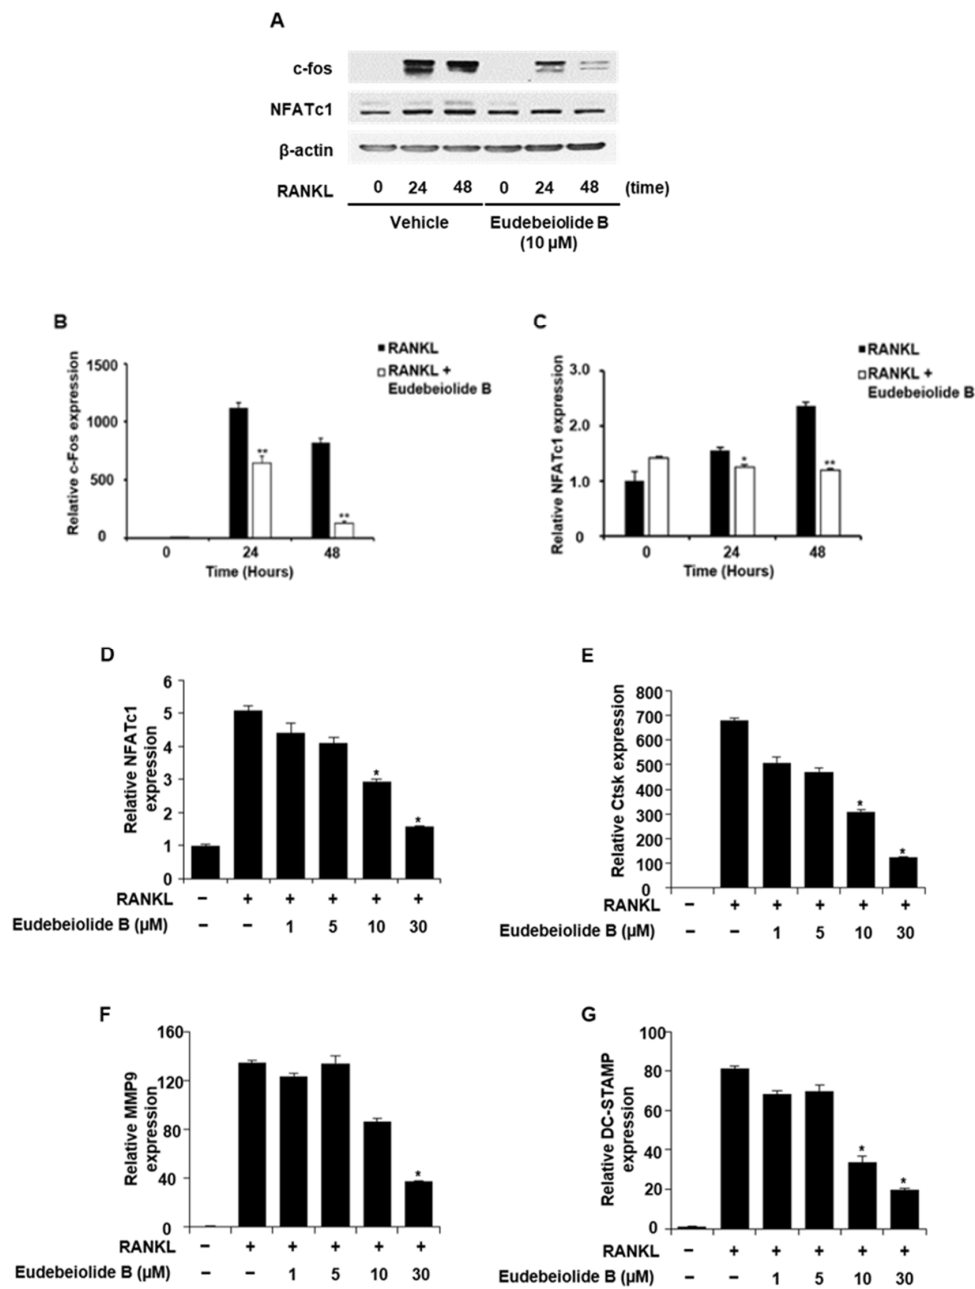 A
c-fos
NFATc1
β-actin
RANKL 0 24 48 0 24 48 (time)
Vehicle Eudebeiolide B
(10 μM)
B
Relative c-Fos expression
1500
1000
500
0
0 24 48
Time (Hours)
RANKL
RANKL +
Eudebeiolide B
** **
C
Relative NFATc1 expression
3.0
2.0
1.0
0
0 24 48
Time (Hours)
RANKL
RANKL +
Eudebeiolide B
* **
D
Relative NFATc1
expression
6
5
4
3
2
1
0
* *
RANKL − + + + + +
Eudebeiolide B (μM) − − 1 5 10 30
E
Relative Ctsk expression
800
700
600
500
400
300
200
100
0
* *
RANKL − + + + + +
Eudebeiolide B (μM) − − 1 5 10 30
F
Relative MMP9
expression
160
120
80
40
0
*
RANKL − + + + + +
Eudebeiolide B (μM) − − 1 5 10 30
G
Relative DC-STAMP
expression
100
80
60
40
20
0
* *
RANKL − + + + + +
Eudebeiolide B (μM) − − 1 5 10 30